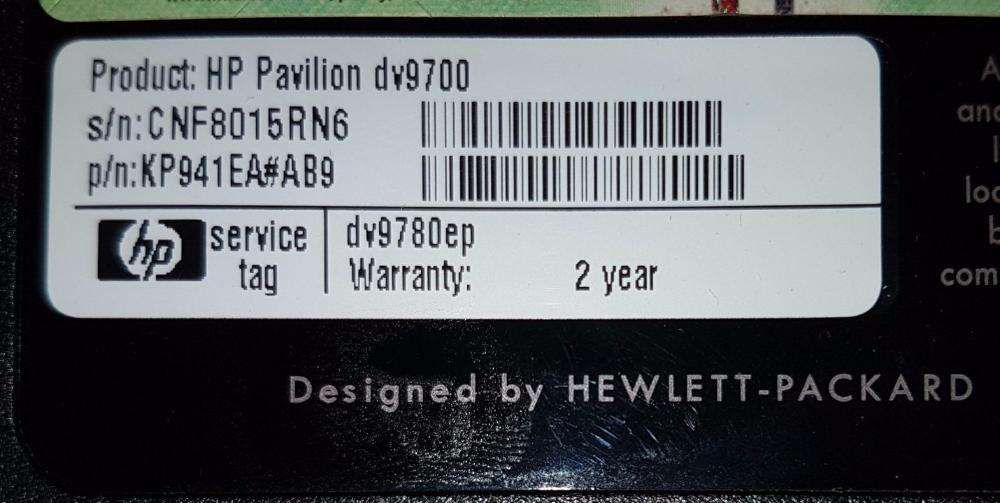 Product: HP Pavilion dv9700
s/n:CNF8015RN6
p/n:KP941EA#AB9
hp service tag
dv9780ep
Warranty: 2 year
Designed by HEWLETT-PACKARD